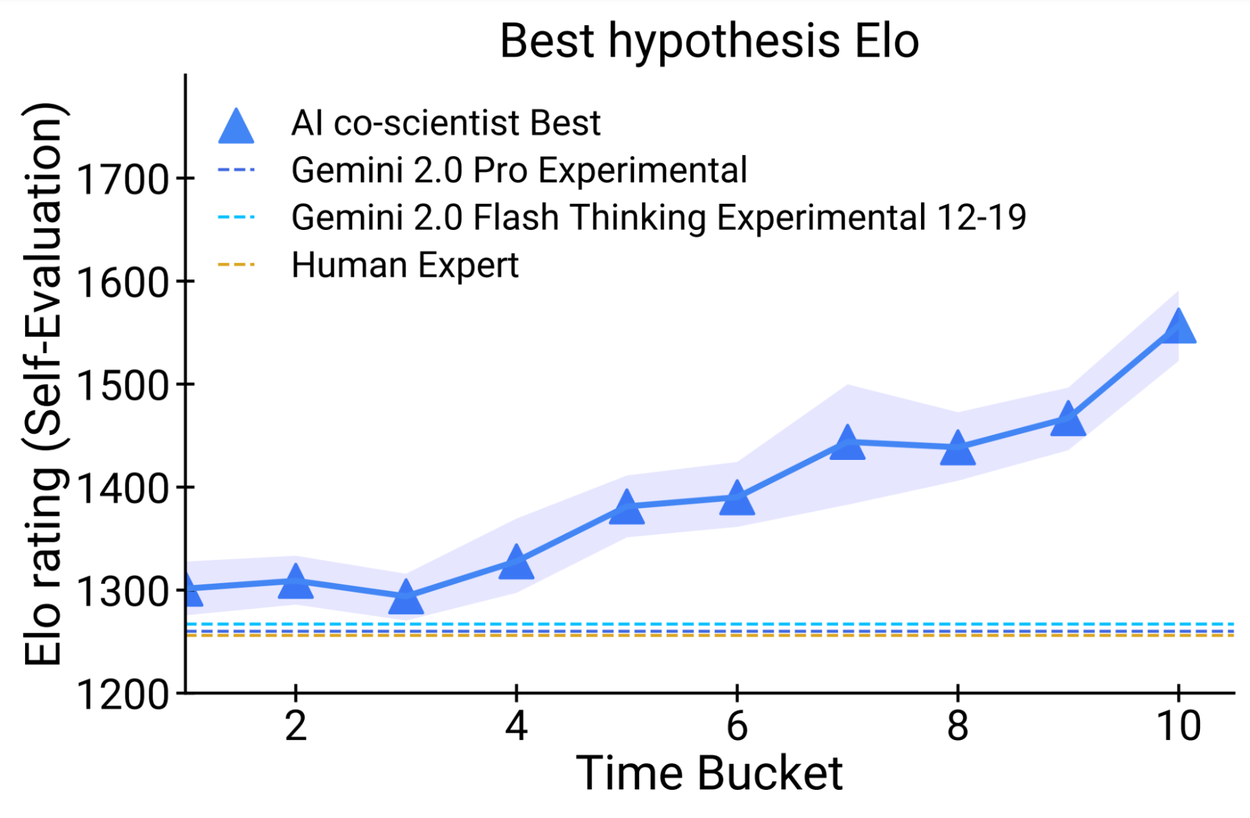 Best hypothesis Elo
AI co-scientist Best
Gemini 2.0 Pro Experimental
Gemini 2.0 Flash Thinking Experimental 12-19
Human Expert
Elo rating (Self-Evaluation)
1700
1600
1500
1400
1300
1200
2 4 6 8 10
Time Bucket